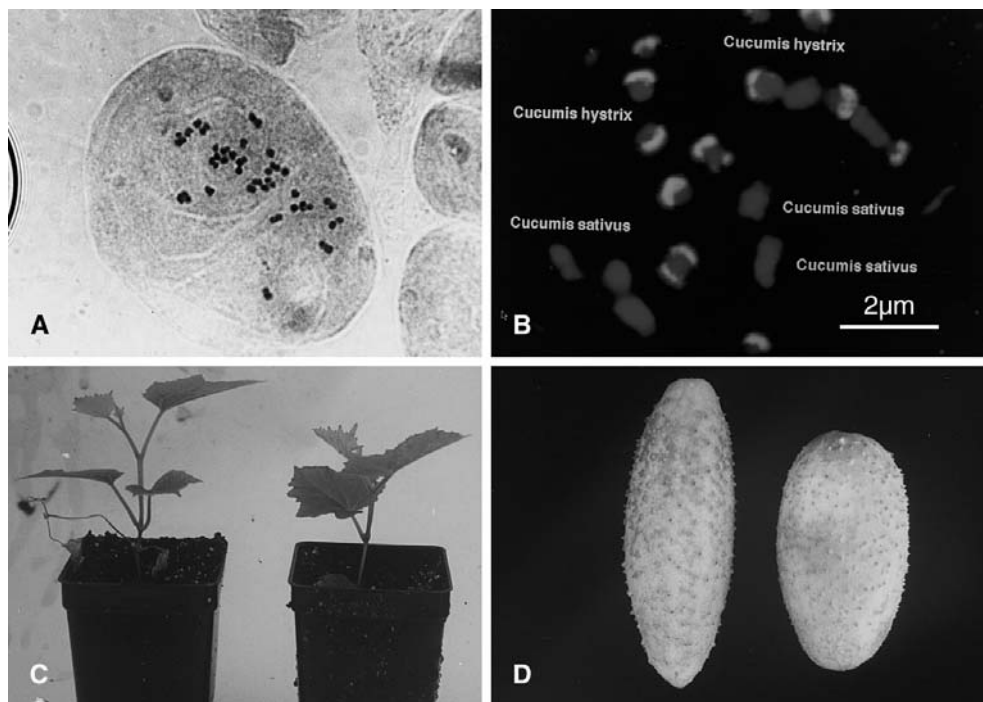 A
Cucumis hystrix
Cucumis hystrix
Cucumis sativus
Cucumis sativus
Cucumis sativus
2µm
B
C
D